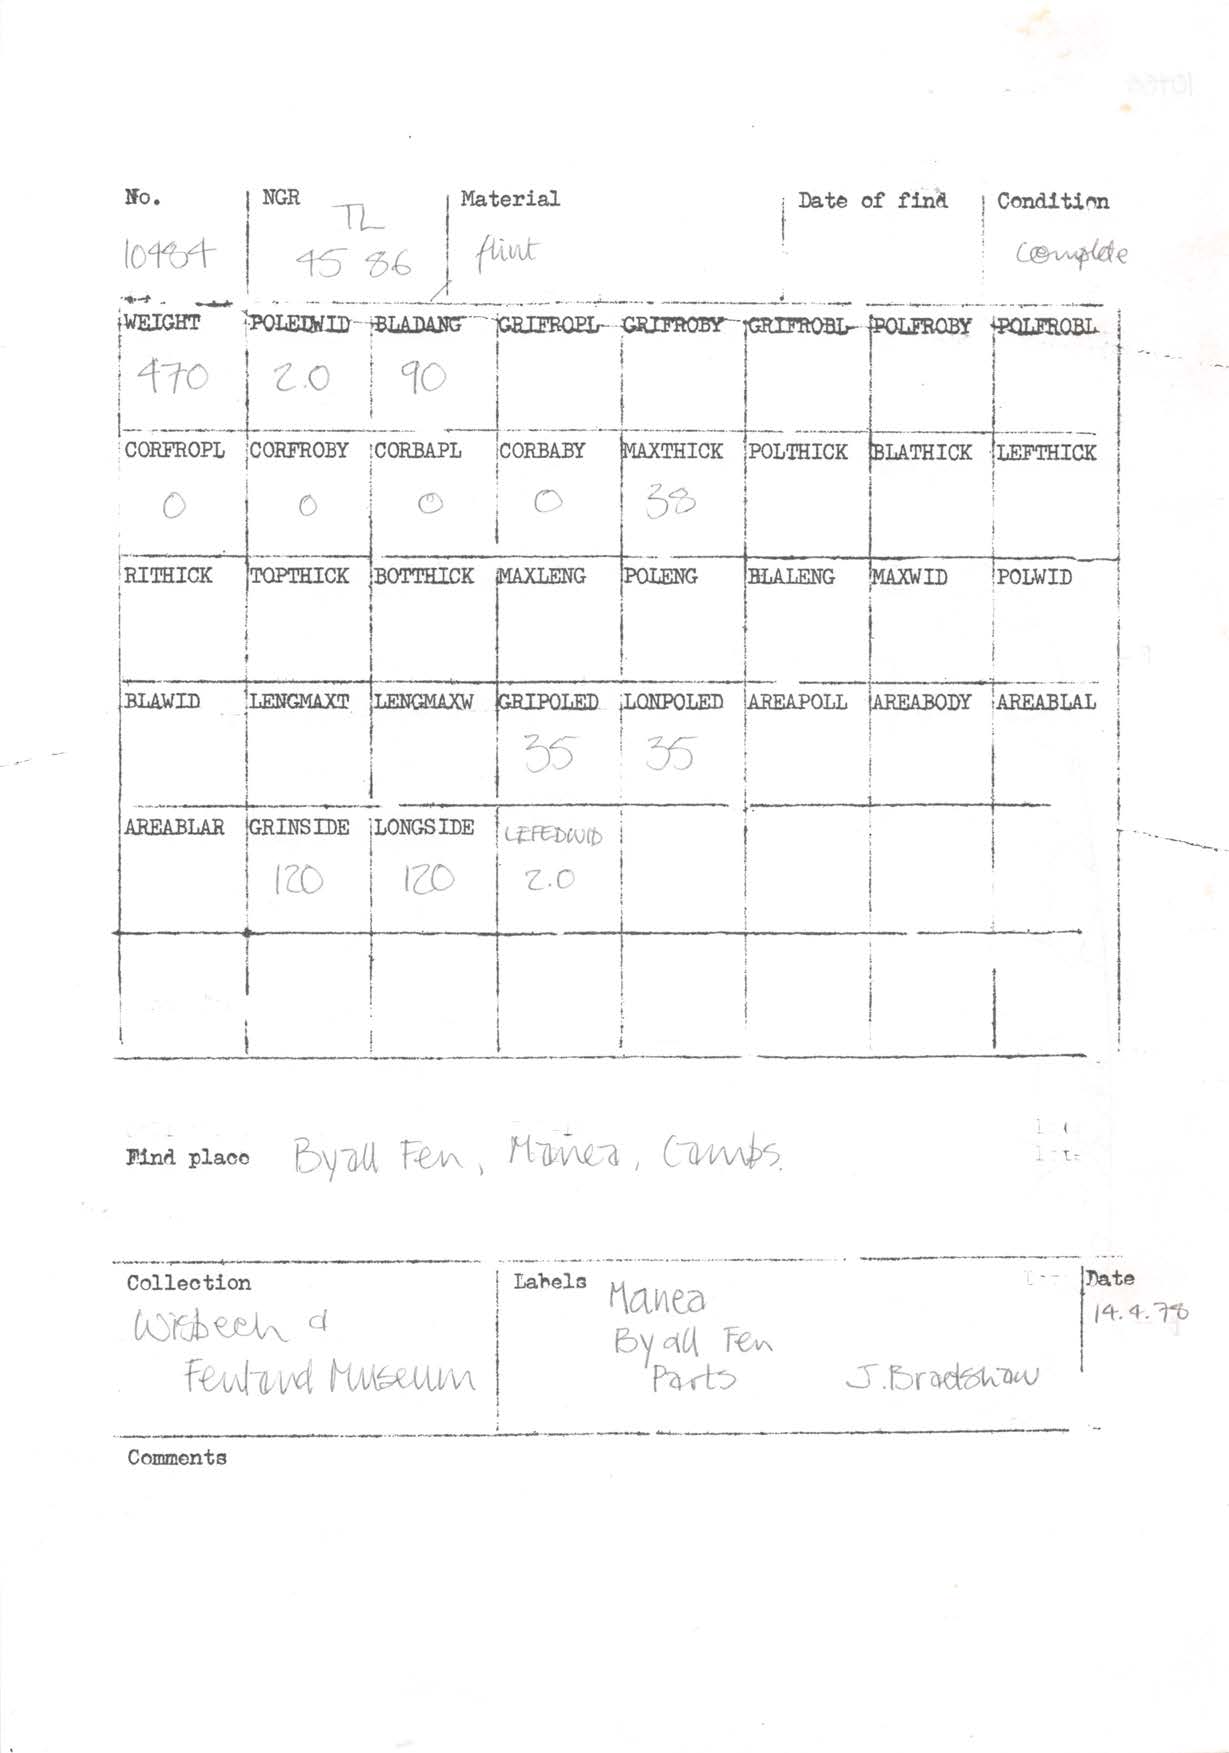 No. NGR Material Date of find Condition
TL
10484 45 86 flint complete
WEIGHT POLEDWID BLADANG GRIFROPL GRIFROBY GRIFROBL POLFROBY POLFROBL
470 2.0 90
CORFROPL CORFROBY CORBAPL CORBABY MAXTHICK POLTHICK BLATHICK LEFTHICK
0 0 0 0 38
RITHICK TOPTHICK BOTTHICK MAXLENG POLENG BLALENG MAXWID POLWID
BLAWID LENGMAXT LENGMAXW GRIPOLED LONPOLED AREAPOLL AREABODY AREABLAL
35 35
AREABLAR GRINSIDE LONGSIDE LEFEDWID
120 120 2.0
Find place Byall Fen, Manea, Cambs.
Collection Labels Date
Wisbech & Fenland Museum
Manea
Byall Fen
Parts J. Bradshaw
14.4.78
Comments